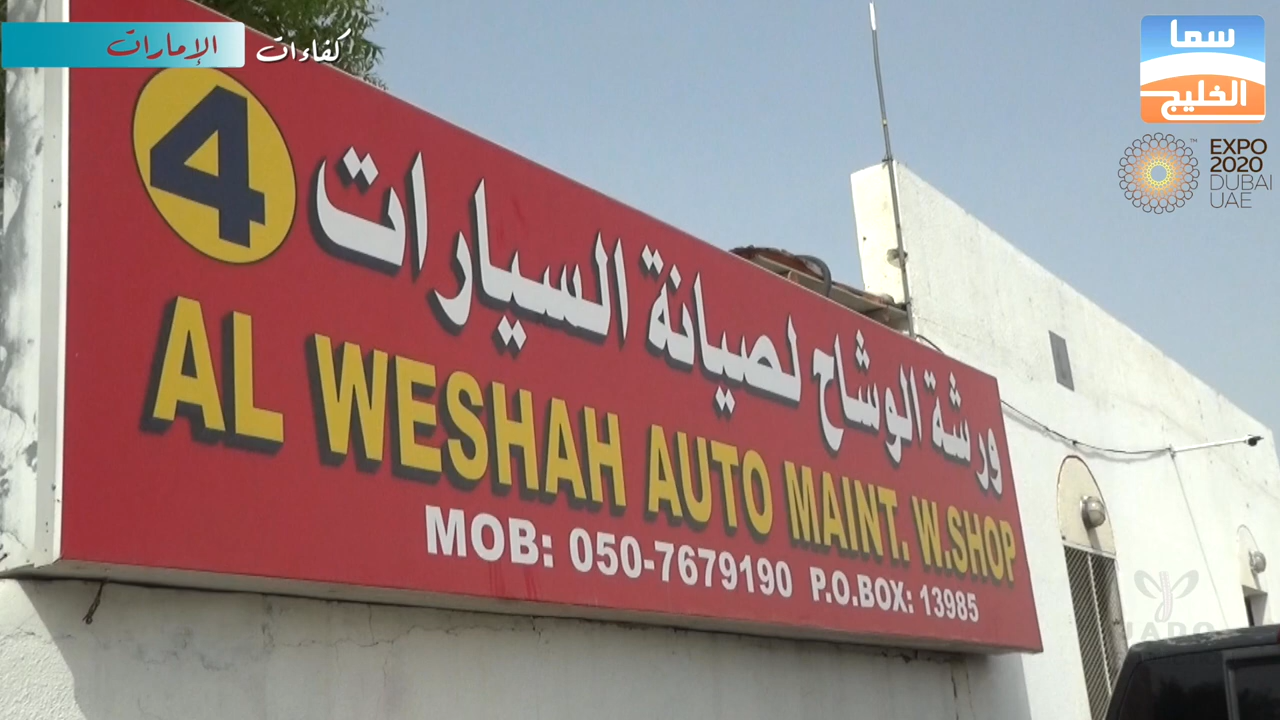 كفاءات الإمارات
سما
الخليج
EXPO
2020
DUBAI
UAE
4
ورشة الوشاح لصيانة السيارات
AL WESHAH AUTO MAINT. W.SHOP
MOB: 050-7679190 P.O.BOX: 13985